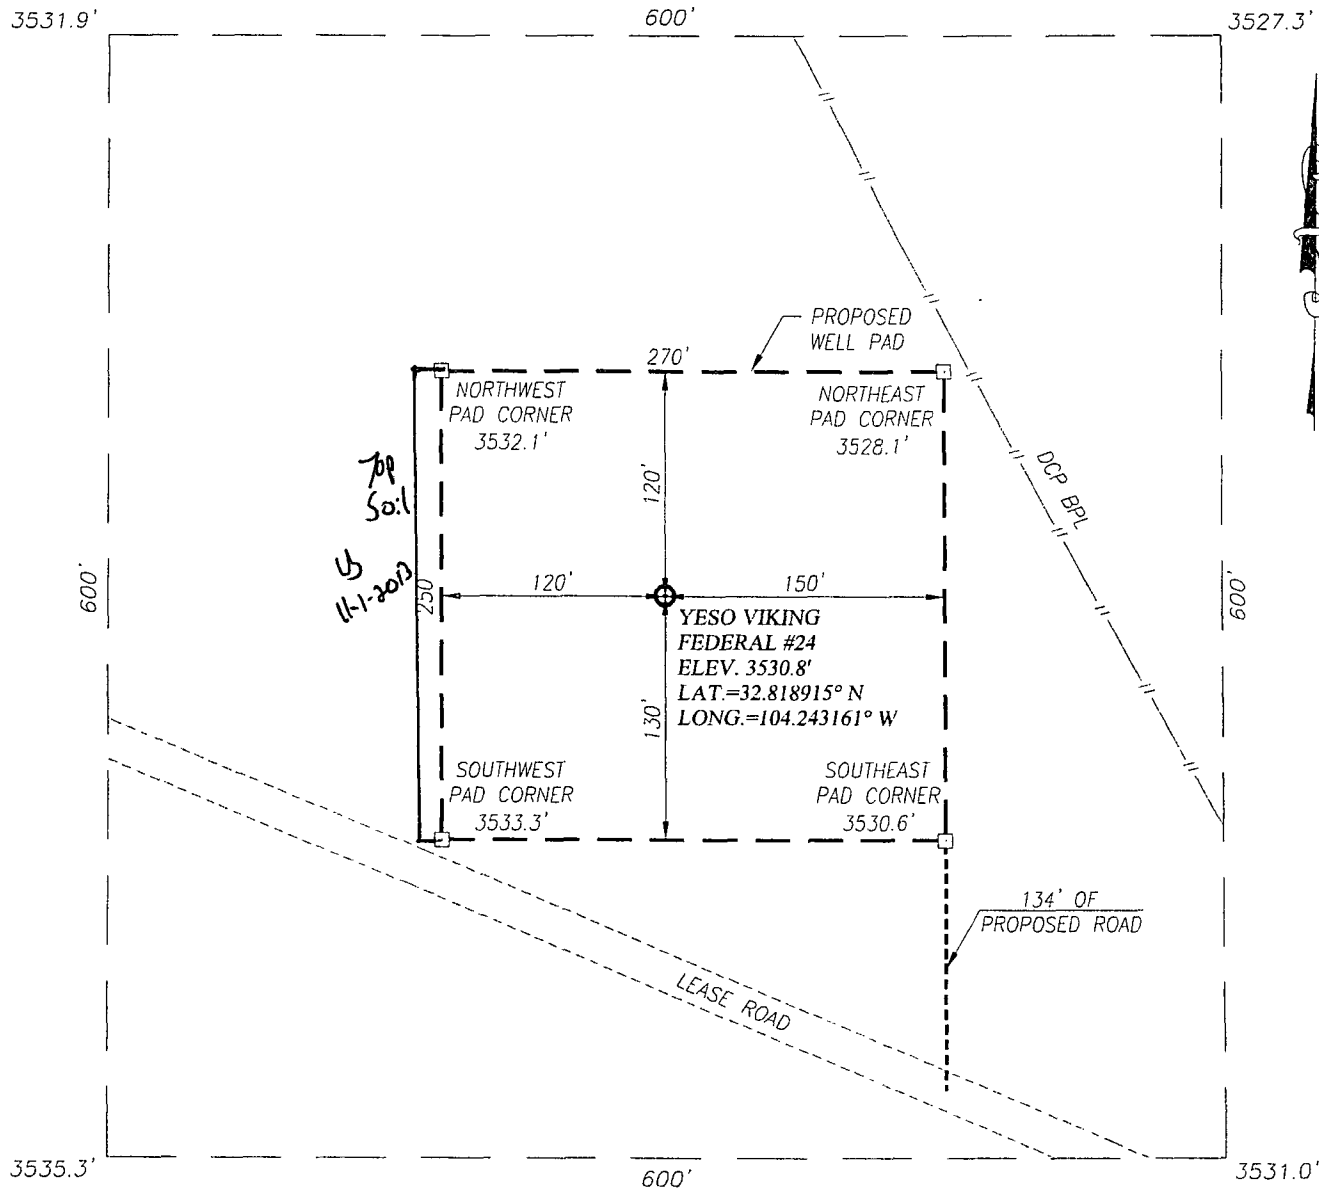 3531.9'
600'
3527.3'
PROPOSED
WELL PAD
270'
NORTHWEST
PAD CORNER
3532.1'
NORTHEAST
PAD CORNER
3528.1'
Top
Soil
11-1-2013
120'
DCP BPL
600'
250'
120'
150'
600'
YESO VIKING
FEDERAL #24
ELEV. 3530.8'
LAT.=32.818915° N
LONG.=104.243161° W
130'
SOUTHWEST
PAD CORNER
3533.3'
SOUTHEAST
PAD CORNER
3530.6'
134' OF
PROPOSED ROAD
LEASE ROAD
3535.3'
600'
3531.0'